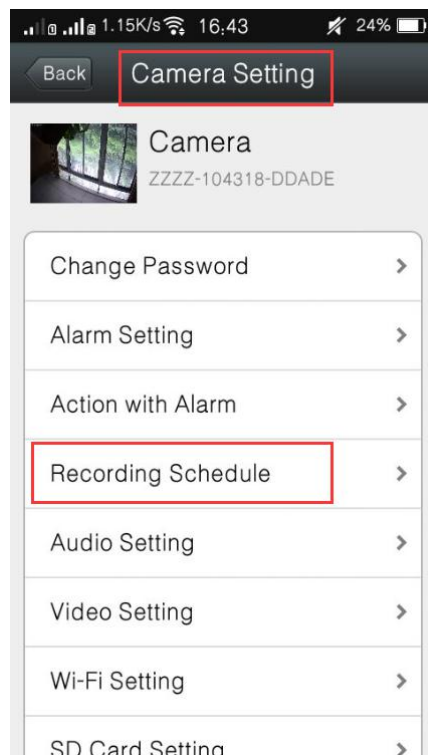 1.15K/s 16:43 24%
Back Camera Setting
Camera
ZZZZ-104318-DDADE
Change Password
Alarm Setting
Action with Alarm
Recording Schedule
Audio Setting
Video Setting
Wi-Fi Setting
SD Card Setting